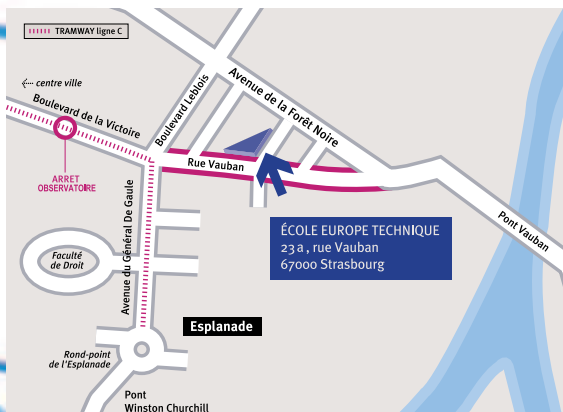 TRAMWAY ligne C
centre ville
Boulevard de la Victoire
Boulevard Leblois
Avenue de la Forêt Noire
ARRET
OBSERVATOIRE
Rue Vauban
Pont Vauban
ÉCOLE EUROPE TECHNIQUE
23a, rue Vauban
67000 Strasbourg
Avenue du Général De Gaule
Faculté
de Droit
Esplanade
Rond-point
de l'Esplanade
Pont
Winston Churchill